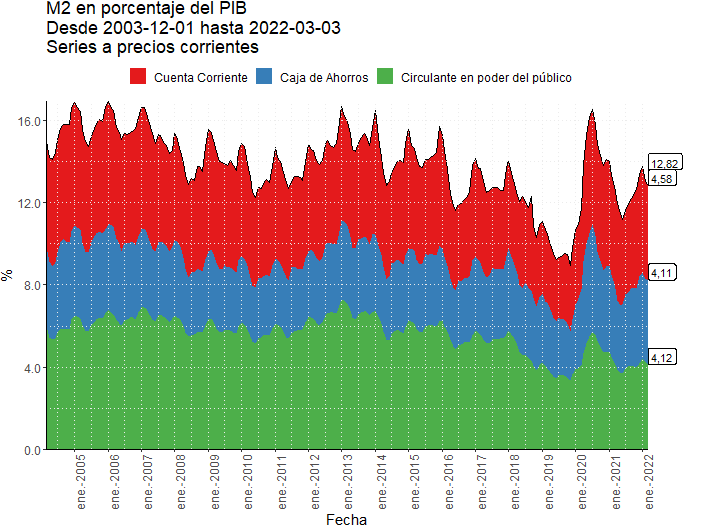 M2 en porcentaje del PIB
Desde 2003-12-01 hasta 2022-03-03
Series a precios corrientes
Cuenta Corriente
Caja de Ahorros
Circulante en poder del público
%
16.0
12.0
8.0
4.0
0.0
12,82
4,58
4,11
4,12
ene.-2005
ene.-2006
ene.-2007
ene.-2008
ene.-2009
ene.-2010
ene.-2011
ene.-2012
ene.-2013
ene.-2014
ene.-2015
ene.-2016
ene.-2017
ene.-2018
ene.-2019
ene.-2020
ene.-2021
ene.-2022
Fecha